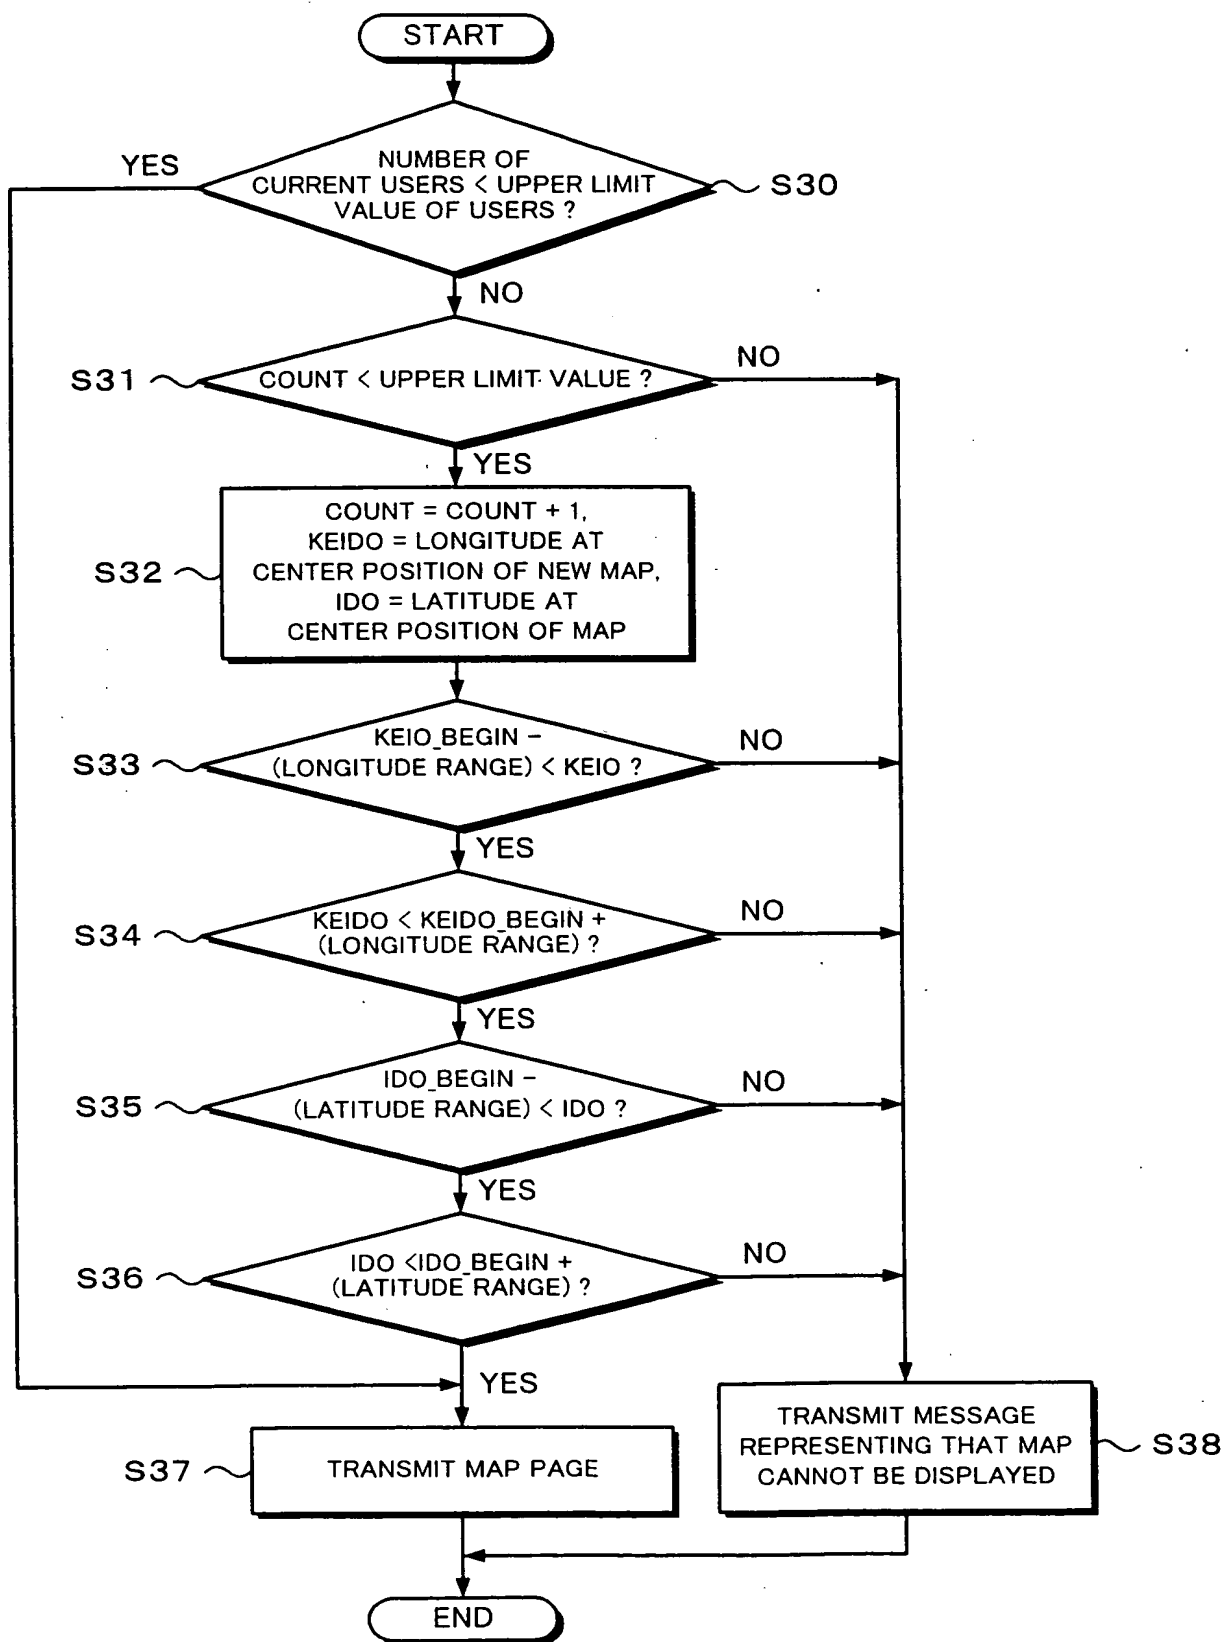 START
YES
NUMBER OF
CURRENT USERS < UPPER LIMIT
VALUE OF USERS ?
S30
NO
S31
COUNT < UPPER LIMIT VALUE ?
NO
YES
S32
COUNT = COUNT + 1,
KEIDO = LONGITUDE AT
CENTER POSITION OF NEW MAP,
IDO = LATITUDE AT
CENTER POSITION OF MAP
S33
KEIO_BEGIN –
(LONGITUDE RANGE) < KEIO ?
NO
YES
S34
KEIDO < KEIDO_BEGIN +
(LONGITUDE RANGE) ?
NO
YES
S35
IDO_BEGIN –
(LATITUDE RANGE) < IDO ?
NO
YES
S36
IDO <IDO_BEGIN +
(LATITUDE RANGE) ?
NO
YES
S37
TRANSMIT MAP PAGE
TRANSMIT MESSAGE
REPRESENTING THAT MAP
CANNOT BE DISPLAYED
S38
END